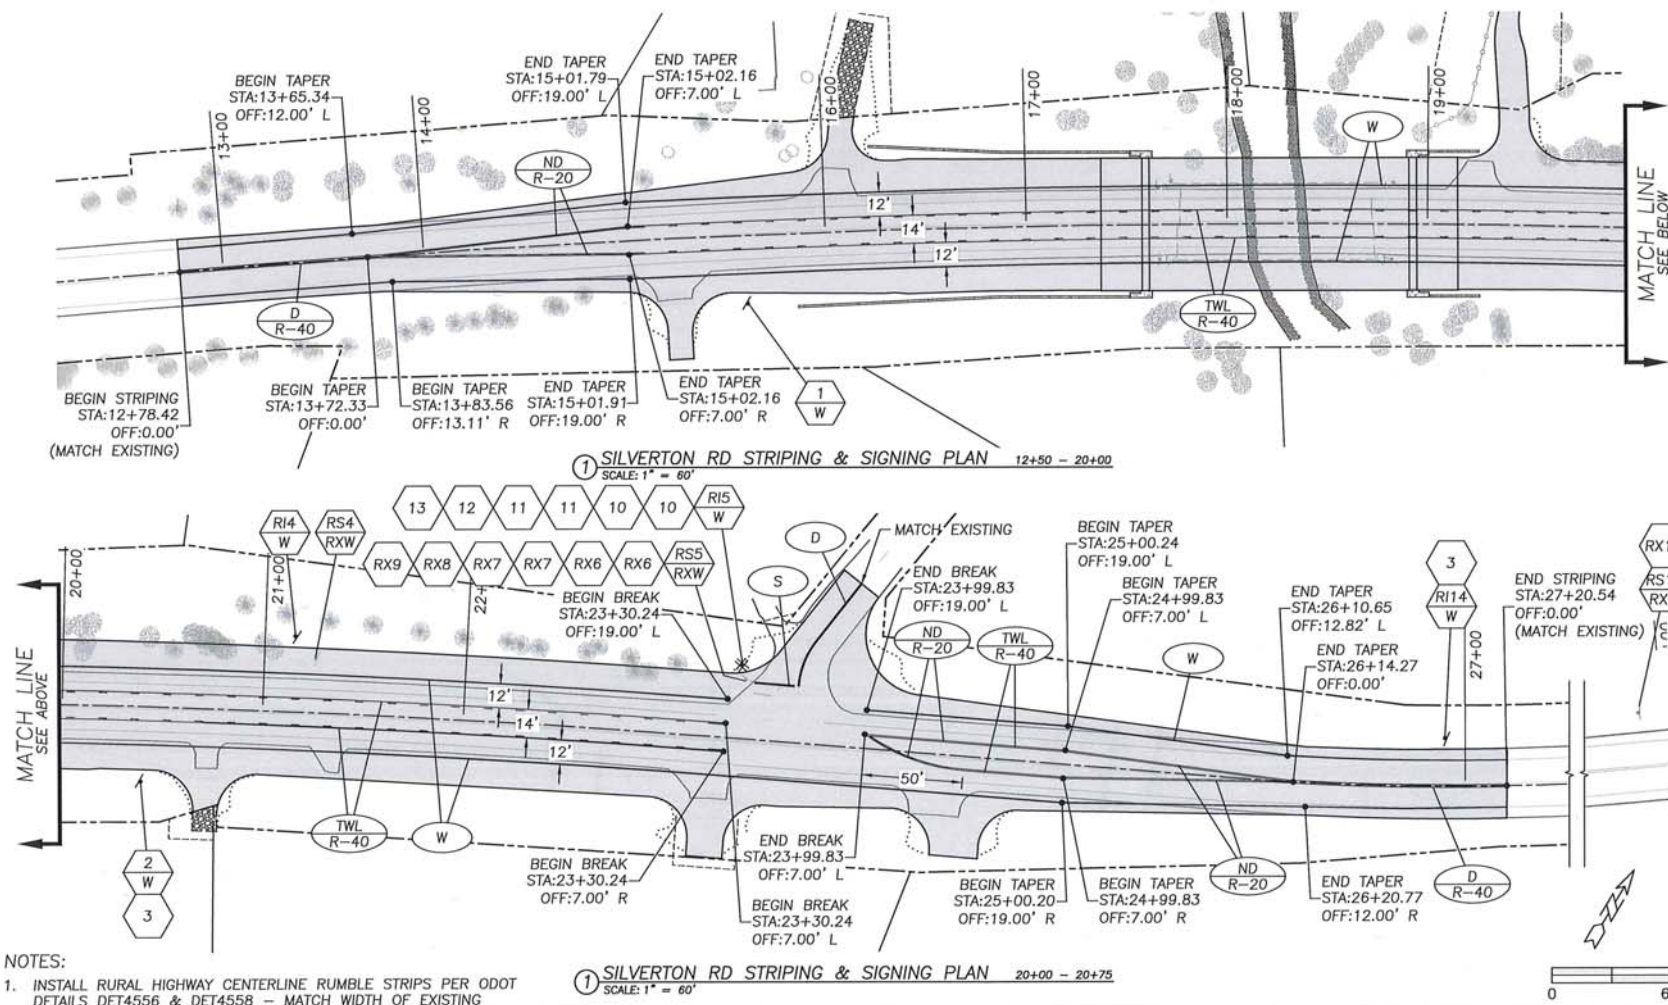 BEGIN TAPER
STA:13+65.34
OFF:12.00' L
END TAPER
STA:15+01.79
OFF:19.00' L
END TAPER
STA:15+02.16
OFF:7.00' L
13+00
14+00
16+00
17+00
18+00
19+00
ND
R-20
W
12'
14'
12'
D
R-40
TWL
R-40
MATCH LINE
SEE BELOW
BEGIN STRIPING
STA:12+78.42
OFF:0.00'
(MATCH EXISTING)
BEGIN TAPER
STA:13+72.33
OFF:0.00'
BEGIN TAPER
STA:13+83.56
OFF:13.11' R
END TAPER
STA:15+01.91
OFF:19.00' R
END TAPER
STA:15+02.16
OFF:7.00' R
1
W
1 SILVERTON RD STRIPING & SIGNING PLAN 12+50 - 20+00
SCALE: 1" = 60'
13 12 11 11 10 10 RI5
W
RX9 RX8 RX7 RX7 RX6 RX6 RS5
RXW
RI4
W
RS4
RXW
20+00
21+00
22+
BEGIN BREAK
STA:23+30.24
OFF:19.00' L
S
D
MATCH EXISTING
END BREAK
STA:23+99.83
OFF:19.00' L
ND
R-20
TWL
R-40
BEGIN TAPER
STA:25+00.24
OFF:19.00' L
BEGIN TAPER
STA:24+99.83
OFF:7.00' L
W
END TAPER
STA:26+10.65
OFF:12.82' L
END TAPER
STA:26+14.27
OFF:0.00'
3
RI14
W
27+00
END STRIPING
STA:27+20.54
OFF:0.00'
(MATCH EXISTING)
RX1
RS1
RX
MATCH LINE
SEE ABOVE
12'
14'
12'
50'
TWL
R-40
W
2
W
3
BEGIN BREAK
STA:23+30.24
OFF:7.00' R
END BREAK
STA:23+99.83
OFF:7.00' L
BEGIN BREAK
STA:23+30.24
OFF:7.00' L
BEGIN TAPER
STA:25+00.20
OFF:19.00' R
BEGIN TAPER
STA:24+99.83
OFF:7.00' R
ND
R-20
END TAPER
STA:26+20.77
OFF:12.00' R
D
R-40
NOTES:
1. INSTALL RURAL HIGHWAY CENTERLINE RUMBLE STRIPS PER ODOT
DETAILS DET4556 & DET4558 - MATCH WIDTH OF EXISTING
1 SILVERTON RD STRIPING & SIGNING PLAN 20+00 - 20+75
SCALE: 1" = 60'
0 6